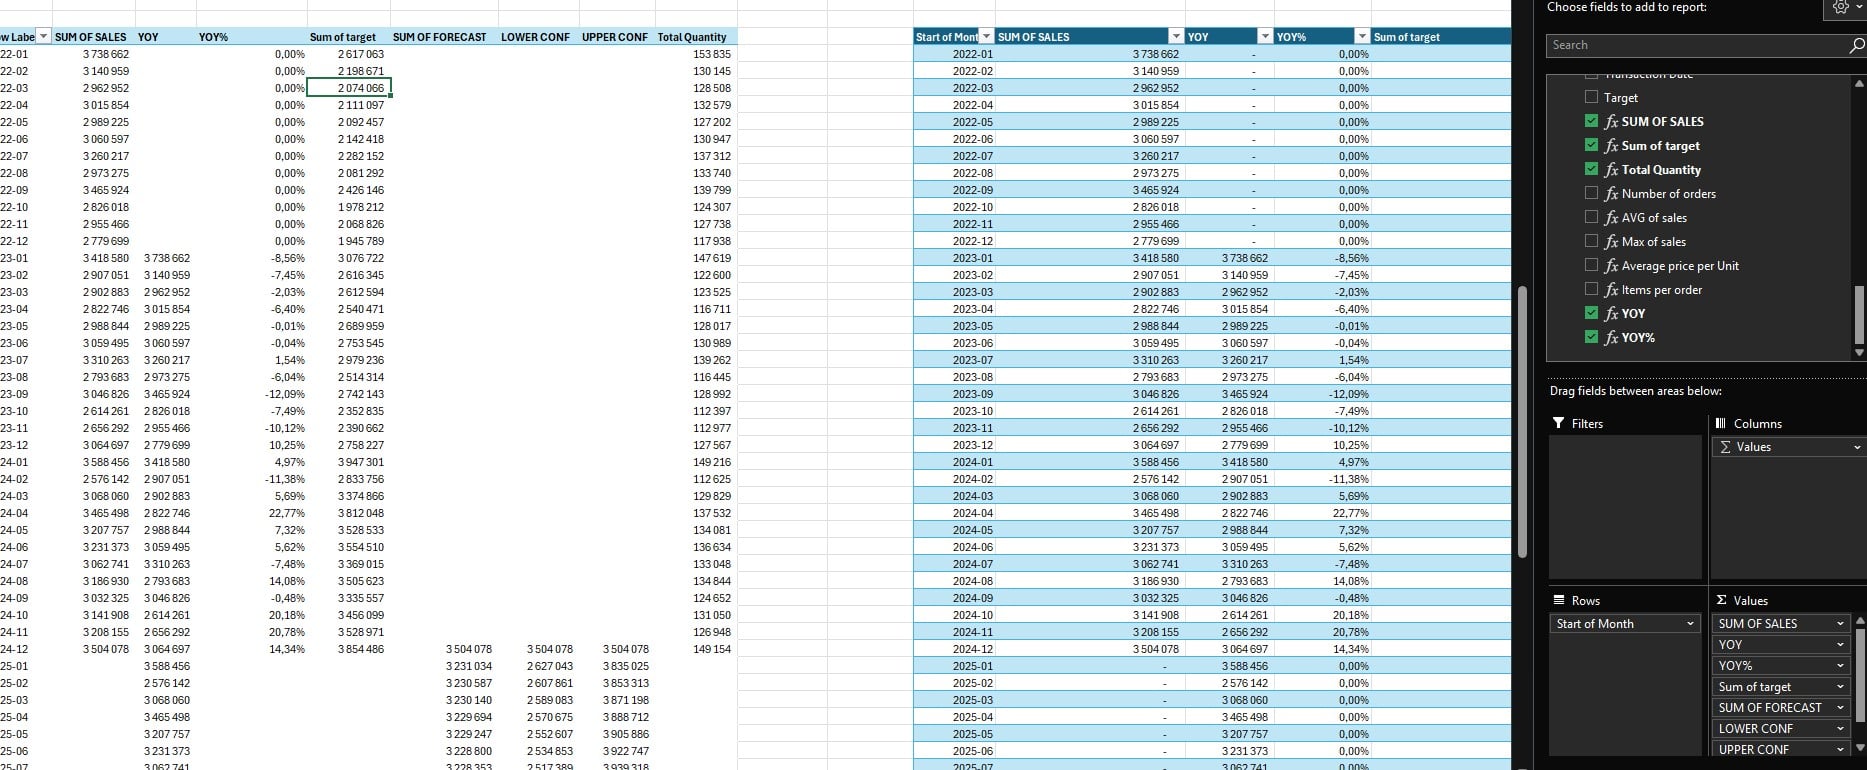 Choose fields to add to report:
Search
w Labe SUM OF SALES YOY YOY% Sum of target SUM OF FORECAST LOWER CONF UPPER CONF Total Quantity
22-01 3 738 662 0,00% 2 617 063 153 835
22-02 3 140 959 0,00% 2 198 671 130 145
22-03 2 962 952 0,00% 2 074 066 128 508
22-04 3 015 854 0,00% 2 111 097 132 579
22-05 2 989 225 0,00% 2 092 457 127 202
22-06 3 060 597 0,00% 2 142 418 130 947
22-07 3 260 217 0,00% 2 282 152 137 312
22-08 2 973 275 0,00% 2 081 292 133 740
22-09 3 465 924 0,00% 2 426 146 139 799
22-10 2 826 018 0,00% 1 978 212 124 307
22-11 2 955 466 0,00% 2 068 826 127 738
22-12 2 779 699 0,00% 1 945 789 117 938
23-01 3 418 580 3 738 662 -8,56% 3 076 722 147 619
23-02 2 907 051 3 140 959 -7,45% 2 616 345 122 600
23-03 2 902 883 2 962 952 -2,03% 2 612 594 123 525
23-04 2 822 746 3 015 854 -6,40% 2 540 471 116 711
23-05 2 988 844 2 989 225 -0,01% 2 689 959 128 017
23-06 3 059 495 3 060 597 -0,04% 2 753 545 130 989
23-07 3 310 263 3 260 217 1,54% 2 979 236 139 262
23-08 2 793 683 2 973 275 -6,04% 2 514 314 116 445
23-09 3 046 826 3 465 924 -12,09% 2 742 143 128 992
23-10 2 614 261 2 826 018 -7,49% 2 352 835 112 397
23-11 2 656 292 2 955 466 -10,12% 2 390 662 112 977
23-12 3 064 697 2 779 699 10,25% 2 758 227 127 567
24-01 3 588 456 3 418 580 4,97% 3 947 301 149 216
24-02 2 576 142 2 907 051 -11,38% 2 833 756 112 625
24-03 3 068 060 2 902 883 5,69% 3 374 866 129 829
24-04 3 465 498 2 822 746 22,77% 3 812 048 137 532
24-05 3 207 757 2 988 844 7,32% 3 528 533 134 081
24-06 3 231 373 3 059 495 5,62% 3 554 510 136 634
24-07 3 062 741 3 310 263 -7,48% 3 369 015 133 048
24-08 3 186 930 2 793 683 14,08% 3 505 623 134 844
24-09 3 032 325 3 046 826 -0,48% 3 335 557 124 652
24-10 3 141 908 2 614 261 20,18% 3 456 099 131 050
24-11 3 208 155 2 656 292 20,78% 3 528 971 126 948
24-12 3 504 078 3 064 697 14,34% 3 854 486 3 504 078 3 504 078 3 504 078 149 154
25-01 3 588 456 3 231 034 2 627 043 3 835 025
25-02 2 576 142 3 230 587 2 607 861 3 853 313
25-03 3 068 060 3 230 140 2 589 083 3 871 198
25-04 3 465 498 3 229 694 2 570 675 3 888 712
25-05 3 207 757 3 229 247 2 552 607 3 905 886
25-06 3 231 373 3 228 800 2 534 853 3 922 747
25-07 3 062 741 3 228 353 2 517 389 3 939 318
Start of Mont SUM OF SALES YOY YOY% Sum of target
2022-01 3 738 662 - 0,00%
2022-02 3 140 959 - 0,00%
2022-03 2 962 952 - 0,00%
2022-04 3 015 854 - 0,00%
2022-05 2 989 225 - 0,00%
2022-06 3 060 597 - 0,00%
2022-07 3 260 217 - 0,00%
2022-08 2 973 275 - 0,00%
2022-09 3 465 924 - 0,00%
2022-10 2 826 018 - 0,00%
2022-11 2 955 466 - 0,00%
2022-12 2 779 699 - 0,00%
2023-01 3 418 580 3 738 662 -8,56%
2023-02 2 907 051 3 140 959 -7,45%
2023-03 2 902 883 2 962 952 -2,03%
2023-04 2 822 746 3 015 854 -6,40%
2023-05 2 988 844 2 989 225 -0,01%
2023-06 3 059 495 3 060 597 -0,04%
2023-07 3 310 263 3 260 217 1,54%
2023-08 2 793 683 2 973 275 -6,04%
2023-09 3 046 826 3 465 924 -12,09%
2023-10 2 614 261 2 826 018 -7,49%
2023-11 2 656 292 2 955 466 -10,12%
2023-12 3 064 697 2 779 699 10,25%
2024-01 3 588 456 3 418 580 4,97%
2024-02 2 576 142 2 907 051 -11,38%
2024-03 3 068 060 2 902 883 5,69%
2024-04 3 465 498 2 822 746 22,77%
2024-05 3 207 757 2 988 844 7,32%
2024-06 3 231 373 3 059 495 5,62%
2024-07 3 062 741 3 310 263 -7,48%
2024-08 3 186 930 2 793 683 14,08%
2024-09 3 032 325 3 046 826 -0,48%
2024-10 3 141 908 2 614 261 20,18%
2024-11 3 208 155 2 656 292 20,78%
2024-12 3 504 078 3 064 697 14,34%
2025-01 - 3 588 456 0,00%
2025-02 - 2 576 142 0,00%
2025-03 - 3 068 060 0,00%
2025-04 - 3 465 498 0,00%
2025-05 - 3 207 757 0,00%
2025-06 - 3 231 373 0,00%
2025-07 - 3 062 741 0,00%
Transaction Date
Target
fx SUM OF SALES
fx Sum of target
fx Total Quantity
fx Number of orders
fx AVG of sales
fx Max of sales
fx Average price per Unit
fx Items per order
fx YOY
fx YOY%
Drag fields between areas below:
Filters
Columns
Σ Values
Rows
Start of Month
Σ Values
SUM OF SALES
YOY
YOY%
Sum of target
SUM OF FORECAST
LOWER CONF
UPPER CONF